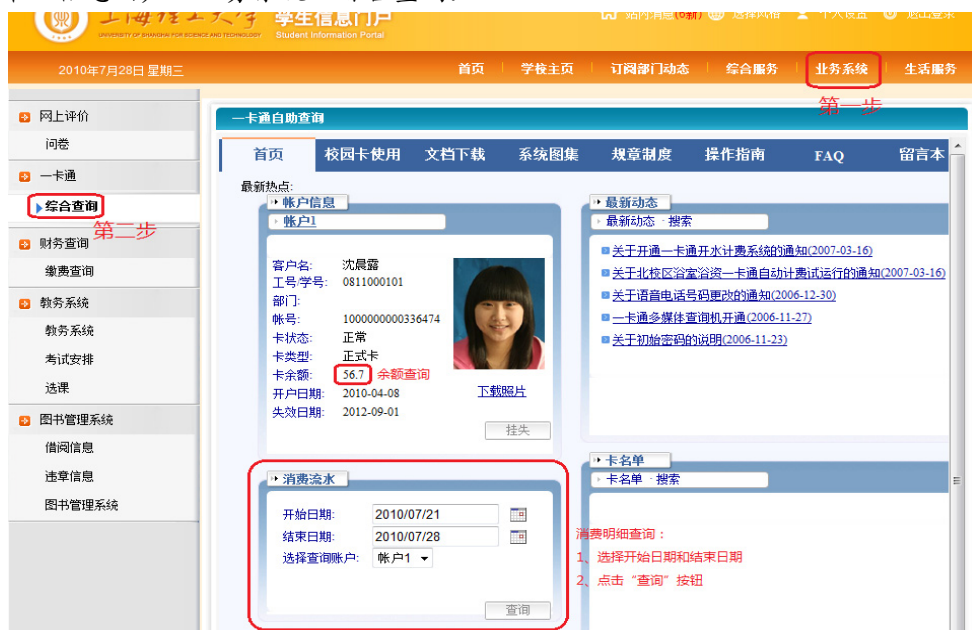 上海理工大学 学生信息门户
UNIVERSITY OF SHANGHAI FOR SCIENCE AND TECHNOLOGY Student Information Portal
站内消息(6新) 选择风格 个人设置 退出登录
2010年7月28日 星期三 首页 学校主页 订阅部门动态 综合服务 业务系统 生活服务
第一步
网上评价
问卷
一卡通
综合查询
第二步
财务查询
缴费查询
教务系统
教务系统
考试安排
选课
图书管理系统
借阅信息
违章信息
图书管理系统
一卡通自助查询
首页 校园卡使用 文档下载 系统图集 规章制度 操作指南 FAQ 留言本
最新热点:
帐户信息
帐户1
客户名: 沈晨露
工号/学号: 0811000101
部门:
帐号: 1000000000336474
卡状态: 正常
卡类型: 正式卡
卡余额: 56.7 余额查询
开户日期: 2010-04-08
失效日期: 2012-09-01
下载照片
挂失
最新动态
最新动态 · 搜索
关于开通一卡通开水计费系统的通知(2007-03-16)
关于北校区浴室浴资一卡通自动计费试运行的通知(2007-03-16)
关于语音电话号码更改的通知(2006-12-30)
一卡通多媒体查询机开通(2006-11-27)
关于初始密码的说明(2006-11-23)
消费流水
开始日期: 2010/07/21
结束日期: 2010/07/28
选择查询账户: 帐户1
查询
卡名单
卡名单 · 搜索
消费明细查询：
1、选择开始日期和结束日期
2、点击“查询”按钮